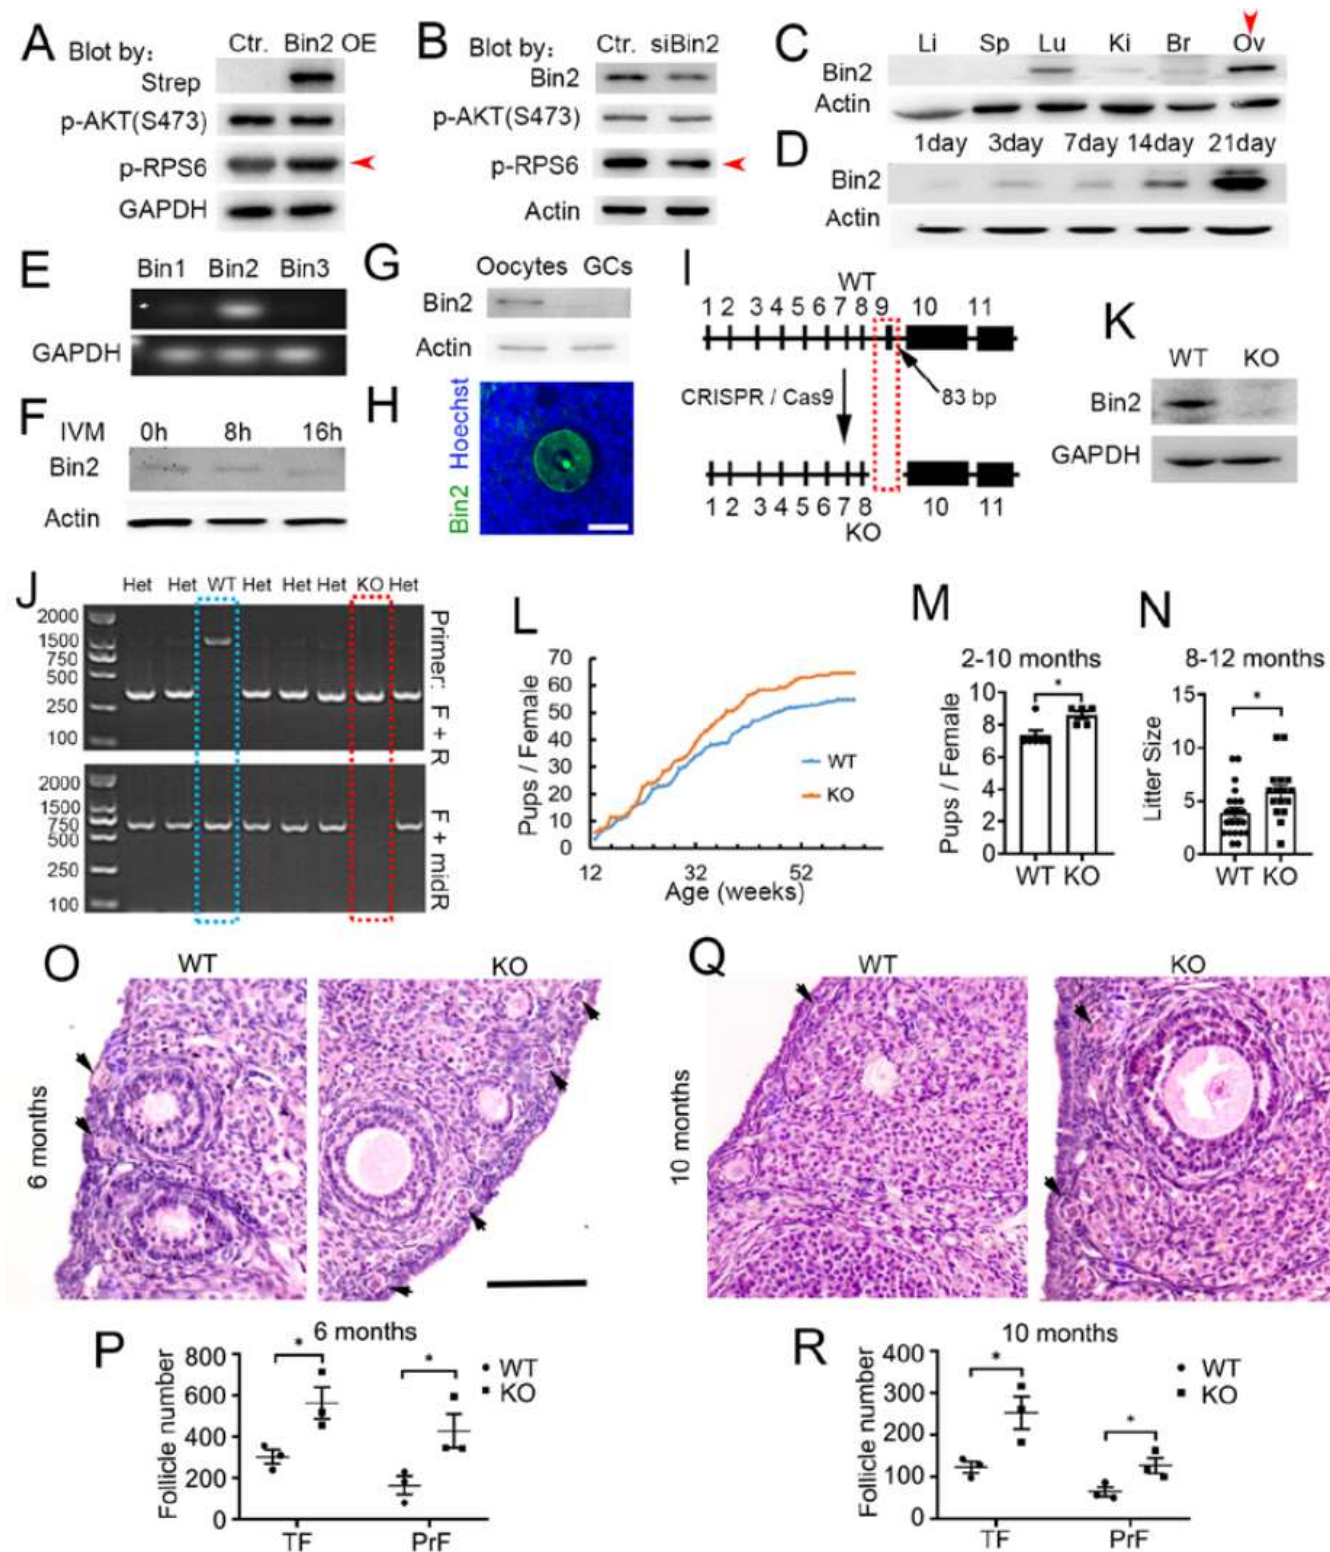 A
Blot by:
Ctr. Bin2 OE
Strep
p-AKT(S473)
p-RPS6
GAPDH
B
Blot by:
Ctr. siBin2
Bin2
p-AKT(S473)
p-RPS6
Actin
C
Li Sp Lu Ki Br Ov
Bin2
Actin
D
1day 3day 7day 14day 21day
Bin2
Actin
E
Bin1 Bin2 Bin3
GAPDH
F
IVM 0h 8h 16h
Bin2
Actin
G
Oocytes GCs
Bin2
Actin
H
Bin2 Hoechst
I
WT
1 2 3 4 5 6 7 8 9 10 11
CRISPR / Cas9
83 bp
1 2 3 4 5 6 7 8 10 11
KO
K
WT KO
Bin2
GAPDH
J
Het Het WT Het Het Het KO Het
2000
1500
750
500
250
100
Primer: F + R
2000
1500
750
500
250
100
F + midR
L
Pups / Female
70
60
50
40
30
20
10
0
WT
KO
12 32 52
Age (weeks)
M
2-10 months
*
Pups / Female
10
8
6
4
2
0
WT KO
N
8-12 months
*
Litter Size
15
10
5
0
WT KO
O
WT KO
6 months
Q
WT KO
10 months
P
6 months
Follicle number
800
600
400
200
0
* *
WT
KO
TF PrF
R
10 months
Follicle number
400
300
200
100
0
* *
WT
KO
TF PrF